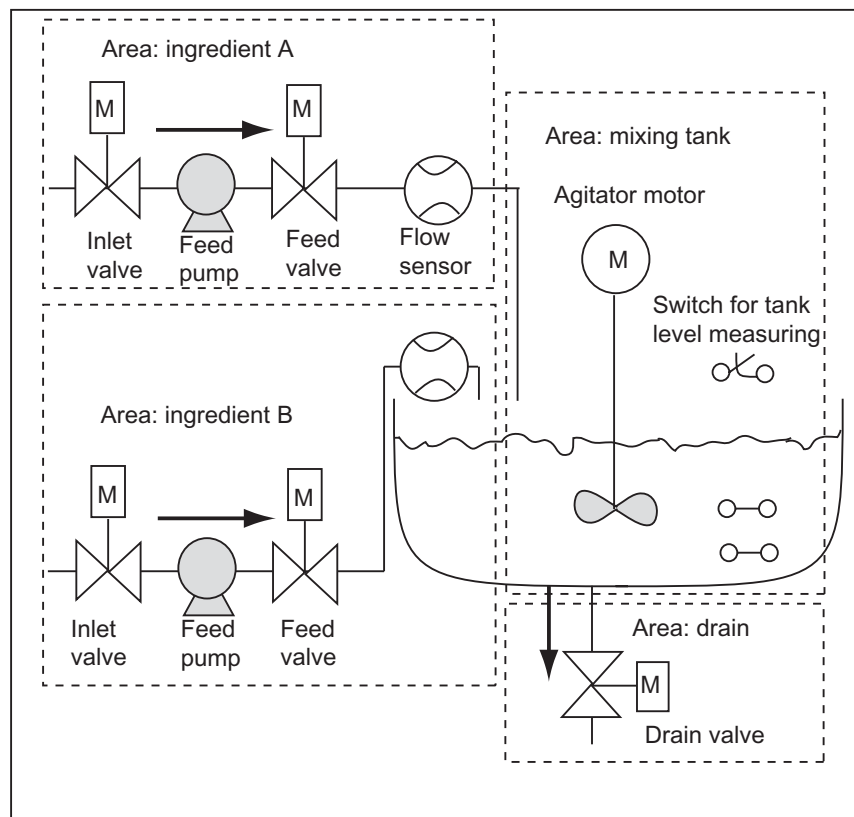 Area: ingredient A
M
M
Inlet
valve
Feed
pump
Feed
valve
Flow
sensor
Area: mixing tank
Agitator motor
M
Switch for tank
level measuring
Area: ingredient B
M
M
Inlet
valve
Feed
pump
Feed
valve
Area: drain
M
Drain valve